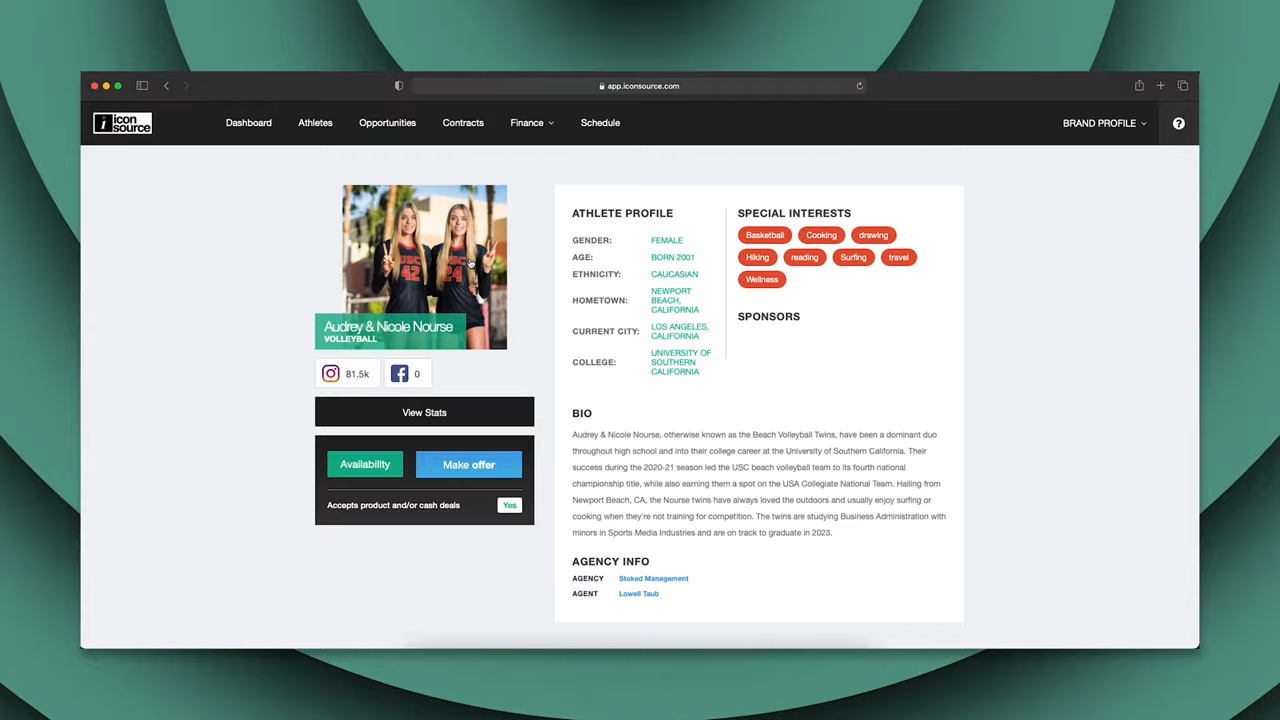 app.iconsource.com
i icon source
Dashboard
Athletes
Opportunities
Contracts
Finance
Schedule
BRAND PROFILE
?
USC
42
USC
24
Audrey & Nicole Nourse
VOLLEYBALL
81.5k
0
View Stats
Availability
Make offer
Accepts product and/or cash deals
Yes
ATHLETE PROFILE
GENDER: FEMALE
AGE: BORN 2001
ETHNICITY: CAUCASIAN
HOMETOWN: NEWPORT
BEACH,
CALIFORNIA
CURRENT CITY: LOS ANGELES,
CALIFORNIA
COLLEGE: UNIVERSITY OF
SOUTHERN
CALIFORNIA
SPECIAL INTERESTS
Basketball Cooking drawing
Hiking reading Surfing travel
Wellness
SPONSORS
BIO
Audrey & Nicole Nourse, otherwise known as the Beach Volleyball Twins, have been a dominant duo
throughout high school and into their college career at the University of Southern California. Their
success during the 2020-21 season led the USC beach volleyball team to its fourth national
championship title, while also earning them a spot on the USA Collegiate National Team. Hailing from
Newport Beach, CA, the Nourse twins have always loved the outdoors and usually enjoy surfing or
cooking when they're not training for competition. The twins are studying Business Administration with
minors in Sports Media Industries and are on track to graduate in 2023.
AGENCY INFO
AGENCY Stoked Management
AGENT Lowell Taub